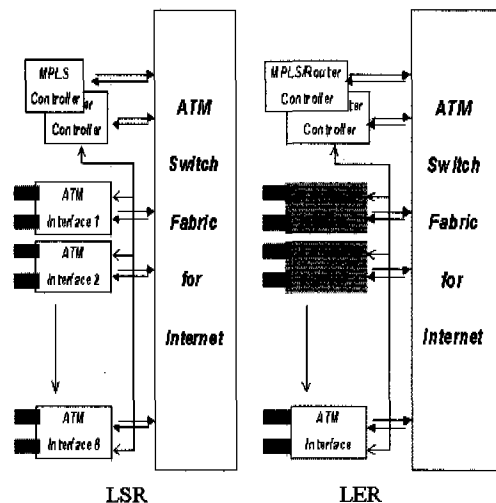 MPLS
Controller
Controller
ATM
Interface 1
ATM
Interface 2
ATM
Interface 8
ATM
Switch
Fabric
for
Internet
LSR
MPLS/Router
Controller
Controller
ATM
Interface
ATM
Switch
Fabric
for
Internet
LER